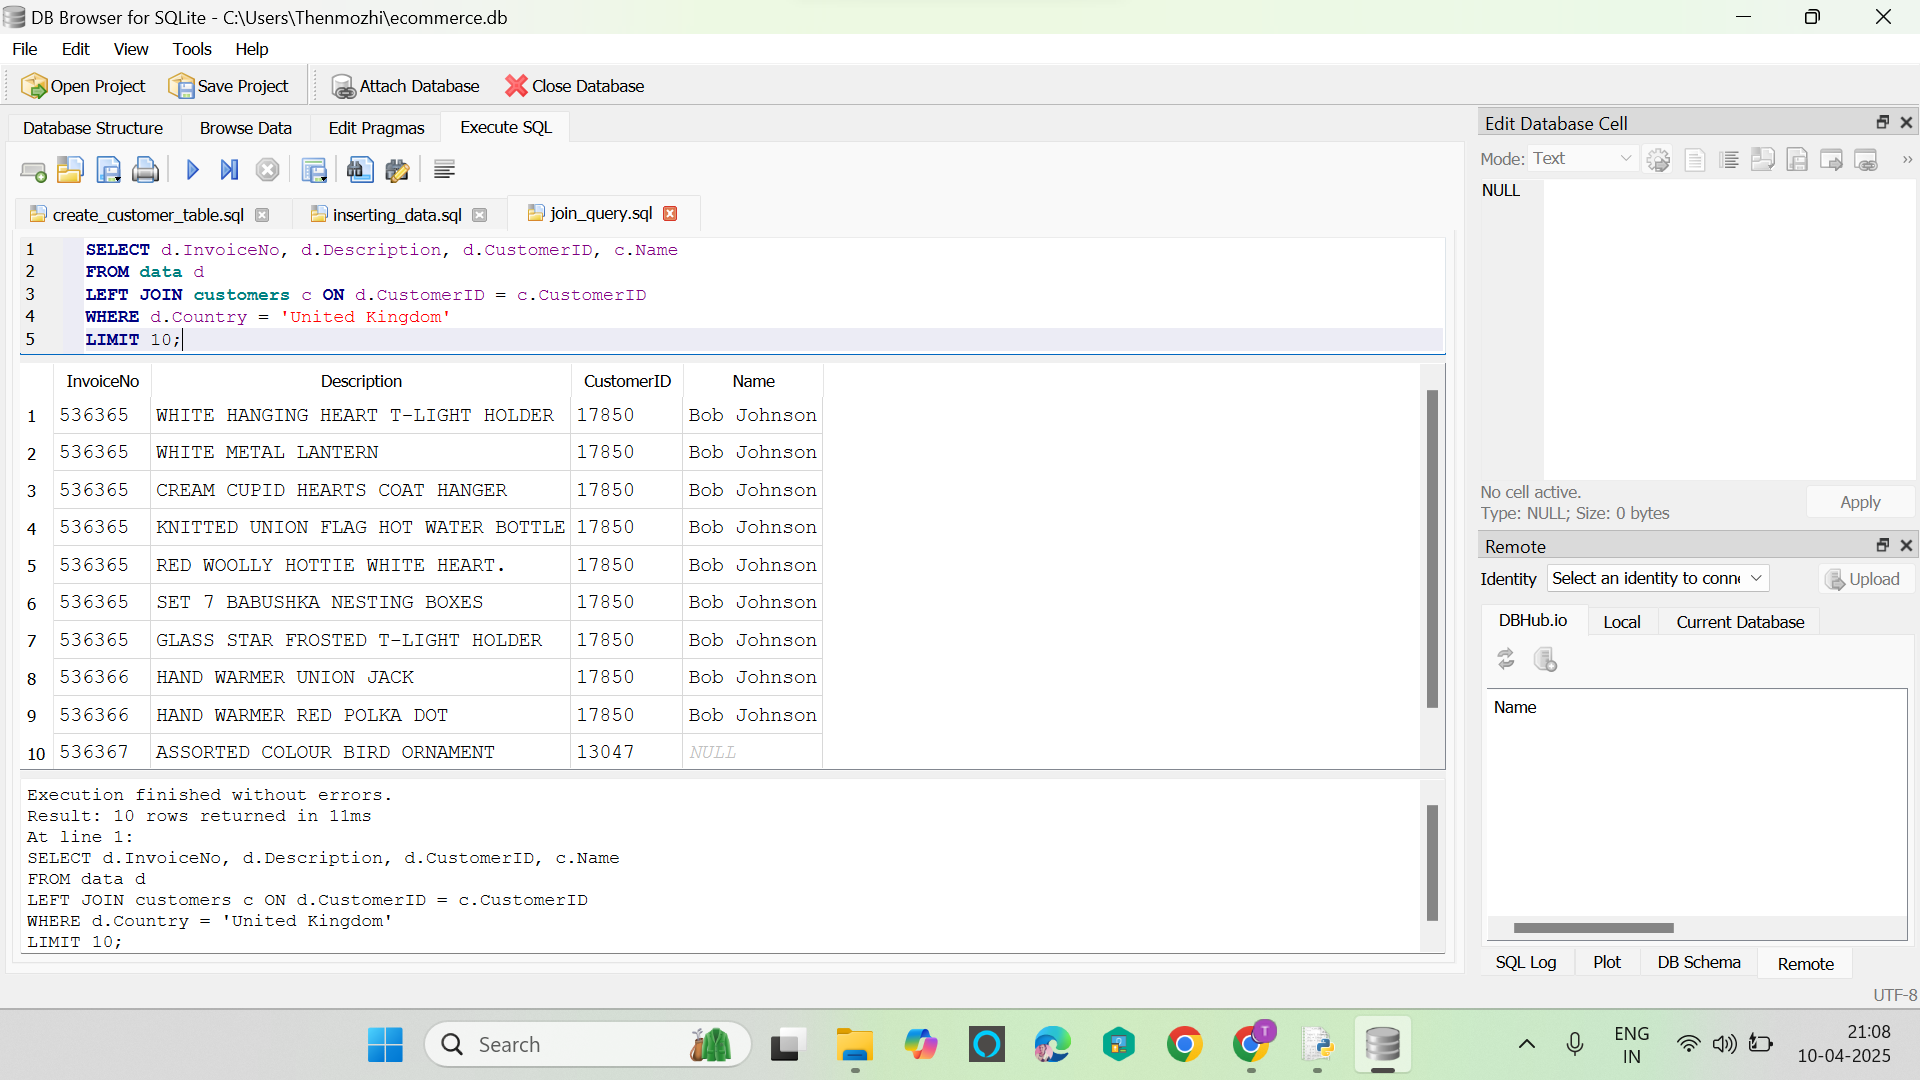 DB Browser for SQLite - C:\Users\Thenmozhi\ecommerce.db
File Edit View Tools Help
Open Project Save Project Attach Database Close Database
Database Structure Browse Data Edit Pragmas Execute SQL
create_customer_table.sql inserting_data.sql join_query.sql
1 SELECT d.InvoiceNo, d.Description, d.CustomerID, c.Name
2 FROM data d
3 LEFT JOIN customers c ON d.CustomerID = c.CustomerID
4 WHERE d.Country = 'United Kingdom'
5 LIMIT 10;
InvoiceNo Description CustomerID Name
1 536365 WHITE HANGING HEART T-LIGHT HOLDER 17850 Bob Johnson
2 536365 WHITE METAL LANTERN 17850 Bob Johnson
3 536365 CREAM CUPID HEARTS COAT HANGER 17850 Bob Johnson
4 536365 KNITTED UNION FLAG HOT WATER BOTTLE 17850 Bob Johnson
5 536365 RED WOOLLY HOTTIE WHITE HEART. 17850 Bob Johnson
6 536365 SET 7 BABUSHKA NESTING BOXES 17850 Bob Johnson
7 536365 GLASS STAR FROSTED T-LIGHT HOLDER 17850 Bob Johnson
8 536366 HAND WARMER UNION JACK 17850 Bob Johnson
9 536366 HAND WARMER RED POLKA DOT 17850 Bob Johnson
10 536367 ASSORTED COLOUR BIRD ORNAMENT 13047 NULL
Execution finished without errors.
Result: 10 rows returned in 11ms
At line 1:
SELECT d.InvoiceNo, d.Description, d.CustomerID, c.Name
FROM data d
LEFT JOIN customers c ON d.CustomerID = c.CustomerID
WHERE d.Country = 'United Kingdom'
LIMIT 10;
Edit Database Cell
Mode: Text »
NULL
No cell active.
Type: NULL; Size: 0 bytes
Apply
Remote
Identity Select an identity to conne Upload
DBHub.io Local Current Database
Name
SQL Log Plot DB Schema Remote
UTF-8
Search
T
ENG
IN
21:08
10-04-2025